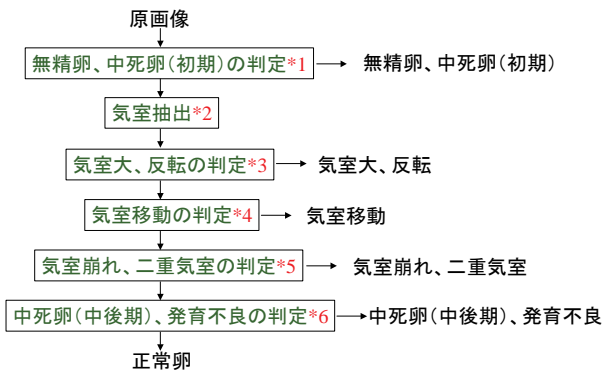 原画像
無精卵、中死卵(初期)の判定*1 無精卵、中死卵(初期)
気室抽出*2
気室大、反転の判定*3 気室大、反転
気室移動の判定*4 気室移動
気室崩れ、二重気室の判定*5 気室崩れ、二重気室
中死卵(中後期)、発育不良の判定*6 中死卵(中後期)、発育不良
正常卵